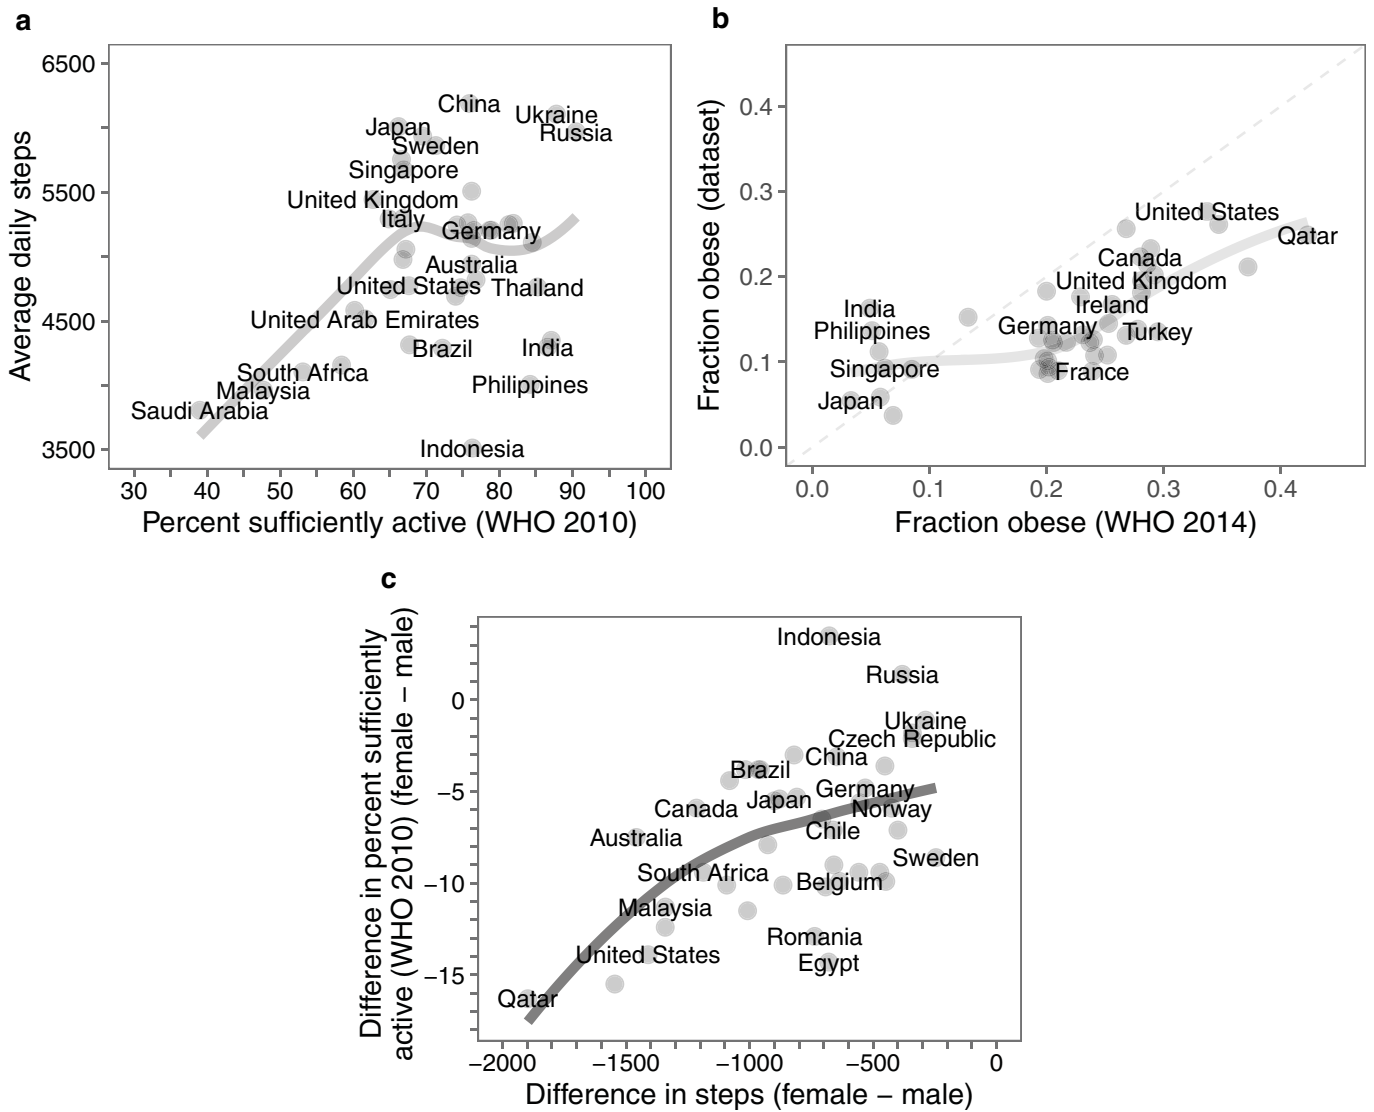 a
6500
5500
4500
3500
Average daily steps
China
Ukraine
Japan
Russia
Sweden
Singapore
United Kingdom
Italy
Germany
Australia
United States
Thailand
United Arab Emirates
Brazil
India
South Africa
Philippines
Malaysia
Saudi Arabia
Indonesia
30 40 50 60 70 80 90 100
Percent sufficiently active (WHO 2010)
b
0.4
0.3
0.2
0.1
0.0
Fraction obese (dataset)
United States
Qatar
Canada
United Kingdom
India
Ireland
Philippines
Germany
Turkey
Singapore
France
Japan
0.0 0.1 0.2 0.3 0.4
Fraction obese (WHO 2014)
c
Difference in percent sufficiently
active (WHO 2010) (female − male)
0
−5
−10
−15
Indonesia
Russia
Ukraine
Czech Republic
China
Brazil
Germany
Japan
Canada
Norway
Chile
Australia
Sweden
South Africa
Belgium
Malaysia
Romania
United States
Egypt
Qatar
−2000 −1500 −1000 −500 0
Difference in steps (female − male)